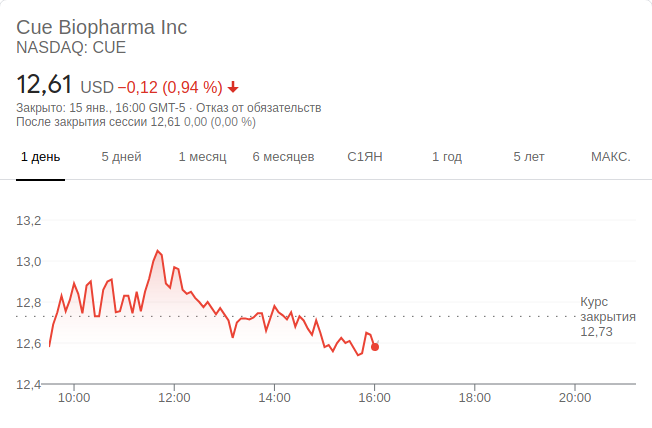 Cue Biopharma Inc
NASDAQ: CUE
12,61 USD −0,12 (0,94 %)
Закрыто: 15 янв., 16:00 GMT-5 · Отказ от обязательств
После закрытия сессии 12,61 0,00 (0,00 %)
1 день 5 дней 1 месяц 6 месяцев С1ЯН 1 год 5 лет МАКС.
13,2
13,0
12,8
12,6
12,4
Курс
закрытия
12,73
10:00 12:00 14:00 16:00 18:00 20:00